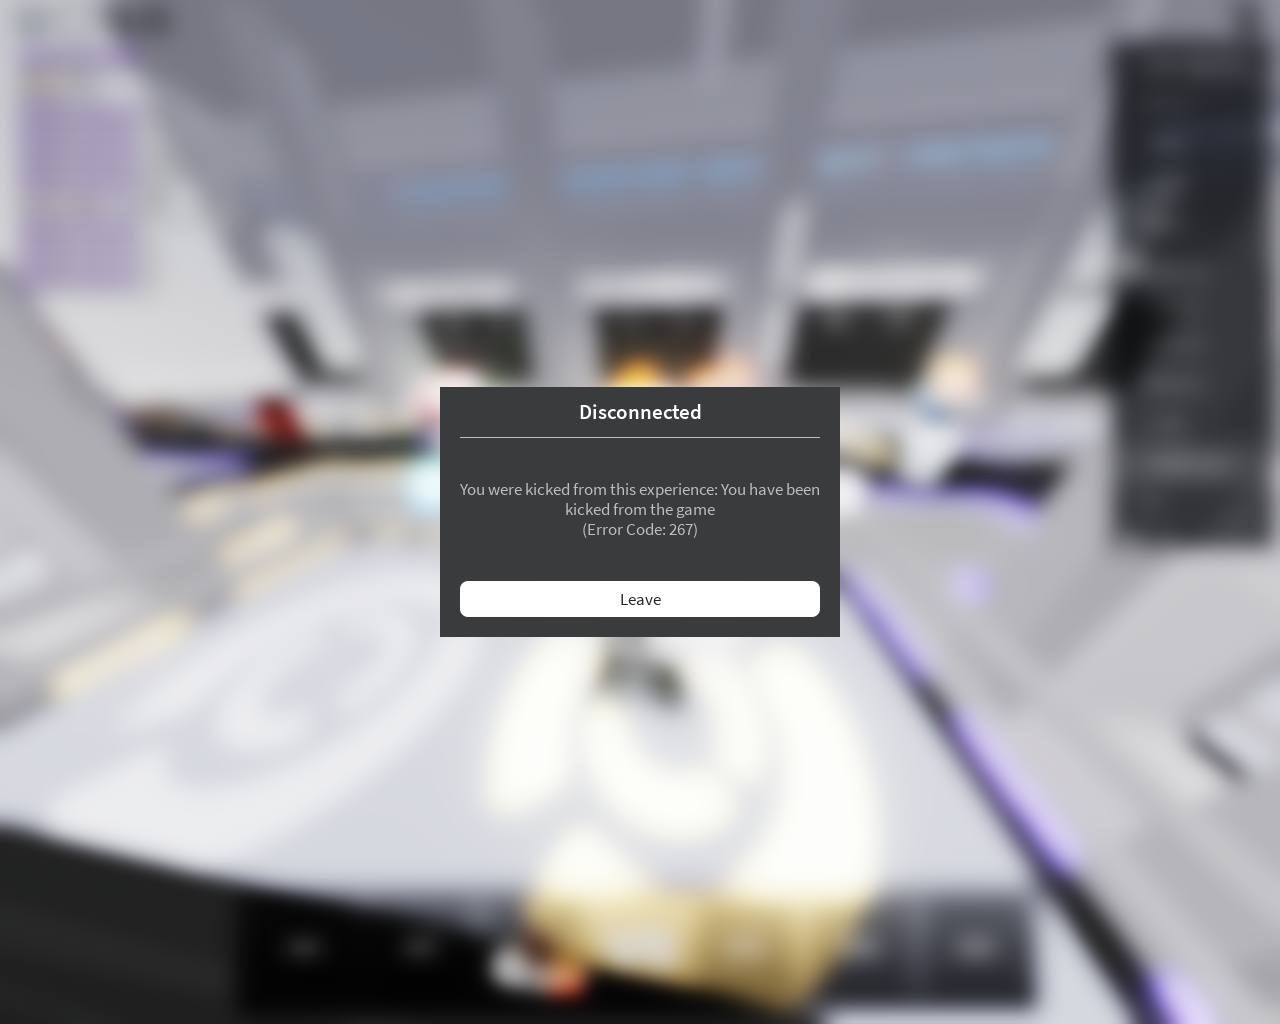 Disconnected
You were kicked from this experience: You have been
kicked from the game
(Error Code: 267)
Leave